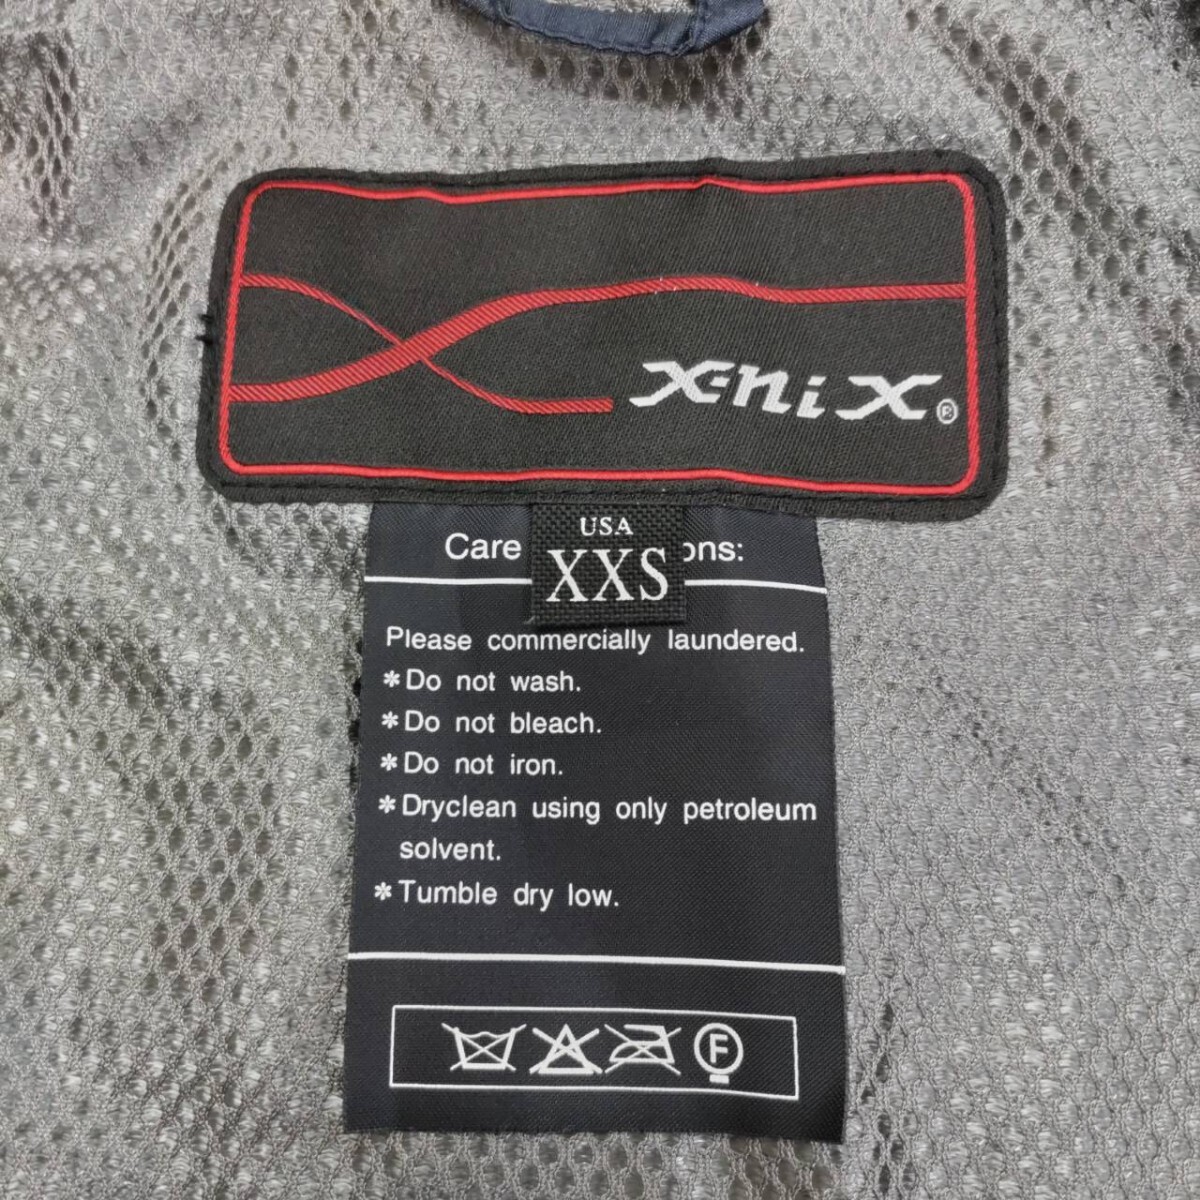 X-niX®
USA
XXS
Care
Please commercially laundered.
*Do not wash.
*Do not bleach.
*Do not iron.
*Dryclean using only petroleum
solvent.
*Tumble dry low.
F